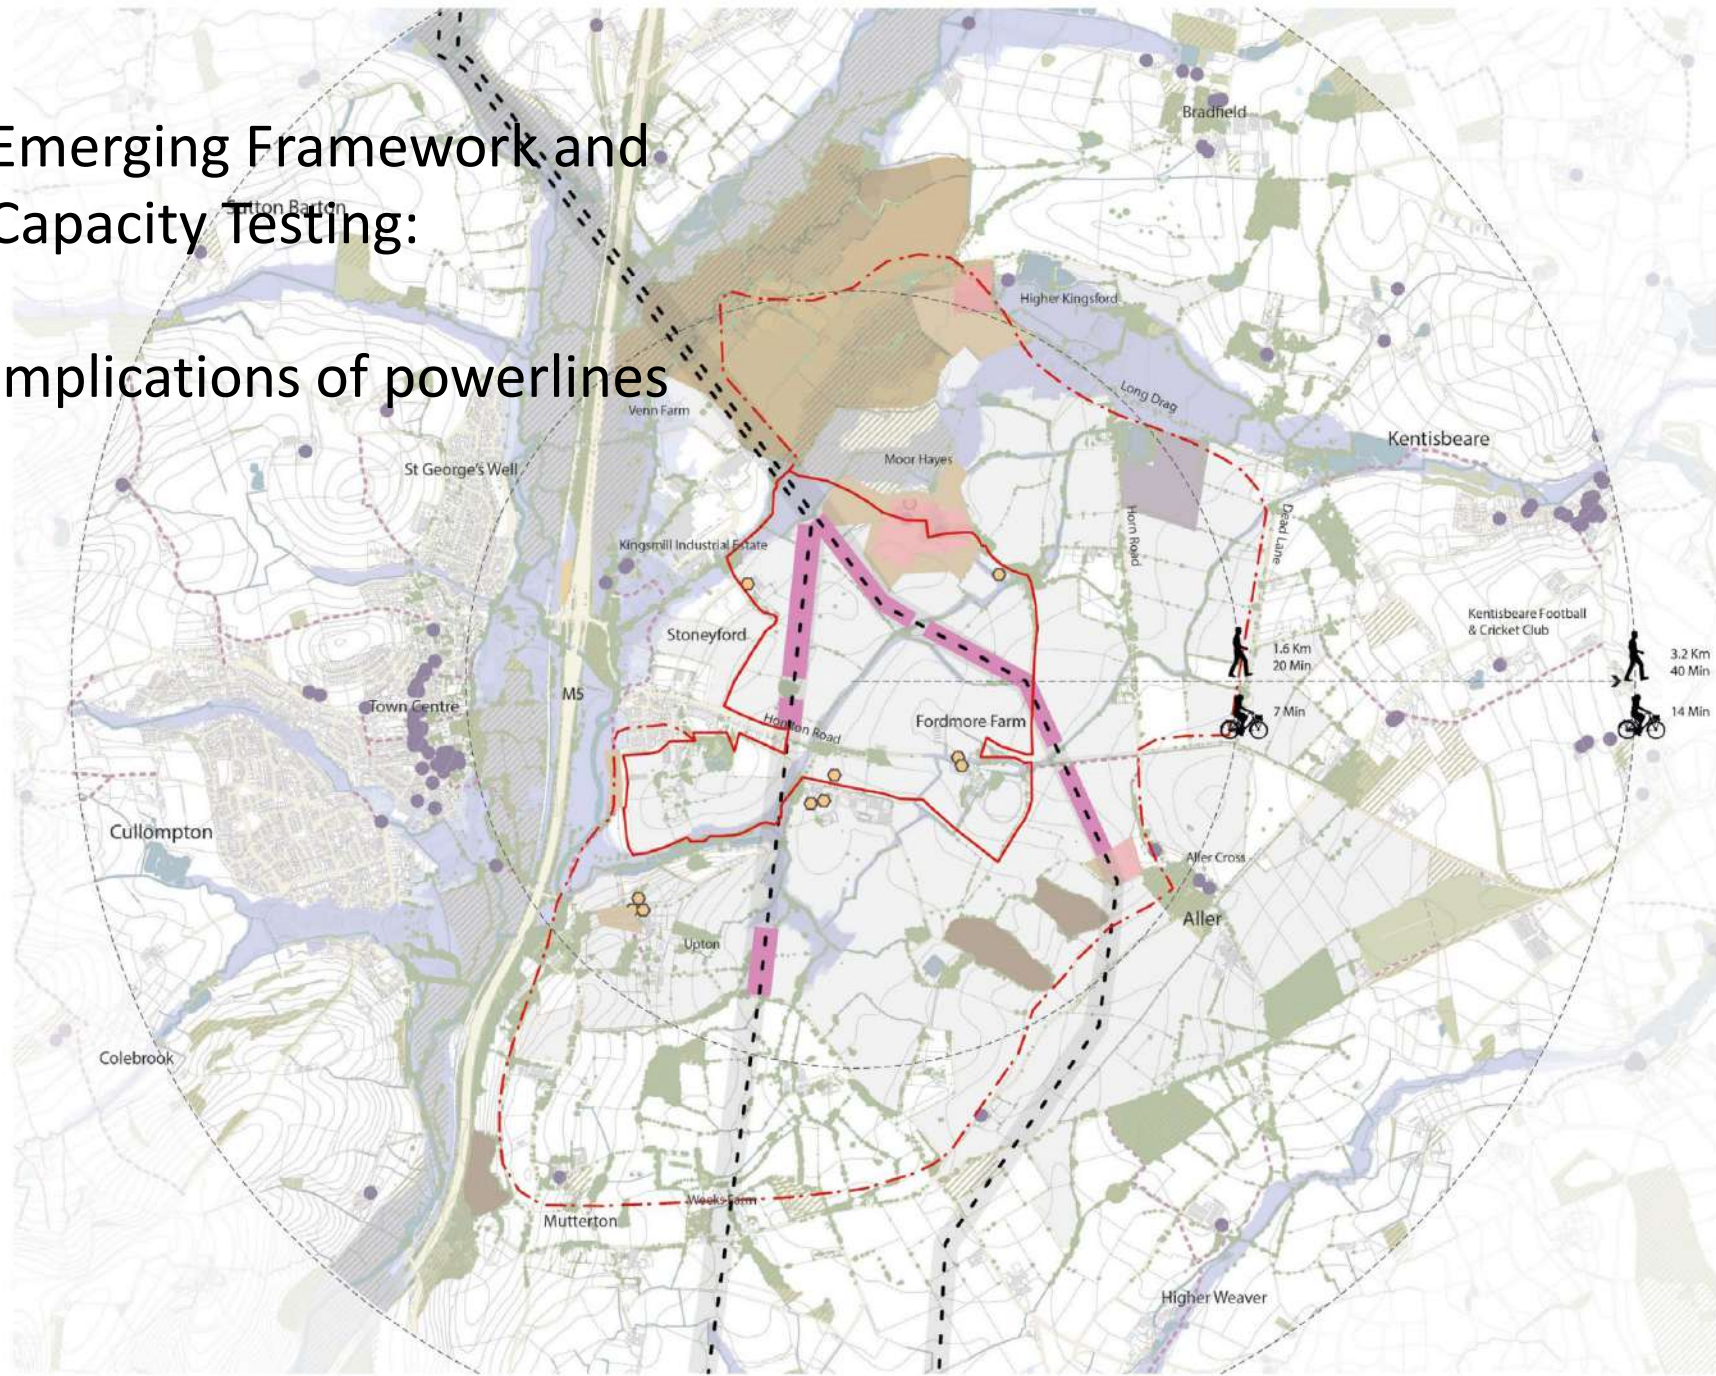 Emerging Framework and
Capacity Testing:
Implications of powerlines
Bradfield
Sutton Barton
Higher Kingsford
Long Drag
Venn Farm
Kentisbeare
St George's Well
Moor Hayes
Horn Road
Dead Lane
Kingsmill Industrial Estate
Kentisbeare Football
& Cricket Club
Stoneyford
1.6 Km
20 Min
3.2 Km
40 Min
M5
Town Centre
Honiton Road
Fordmore Farm
7 Min
14 Min
Cullompton
Aller Cross
Aller
Upton
Colebrook
Weeks Farm
Mutterton
Higher Weaver